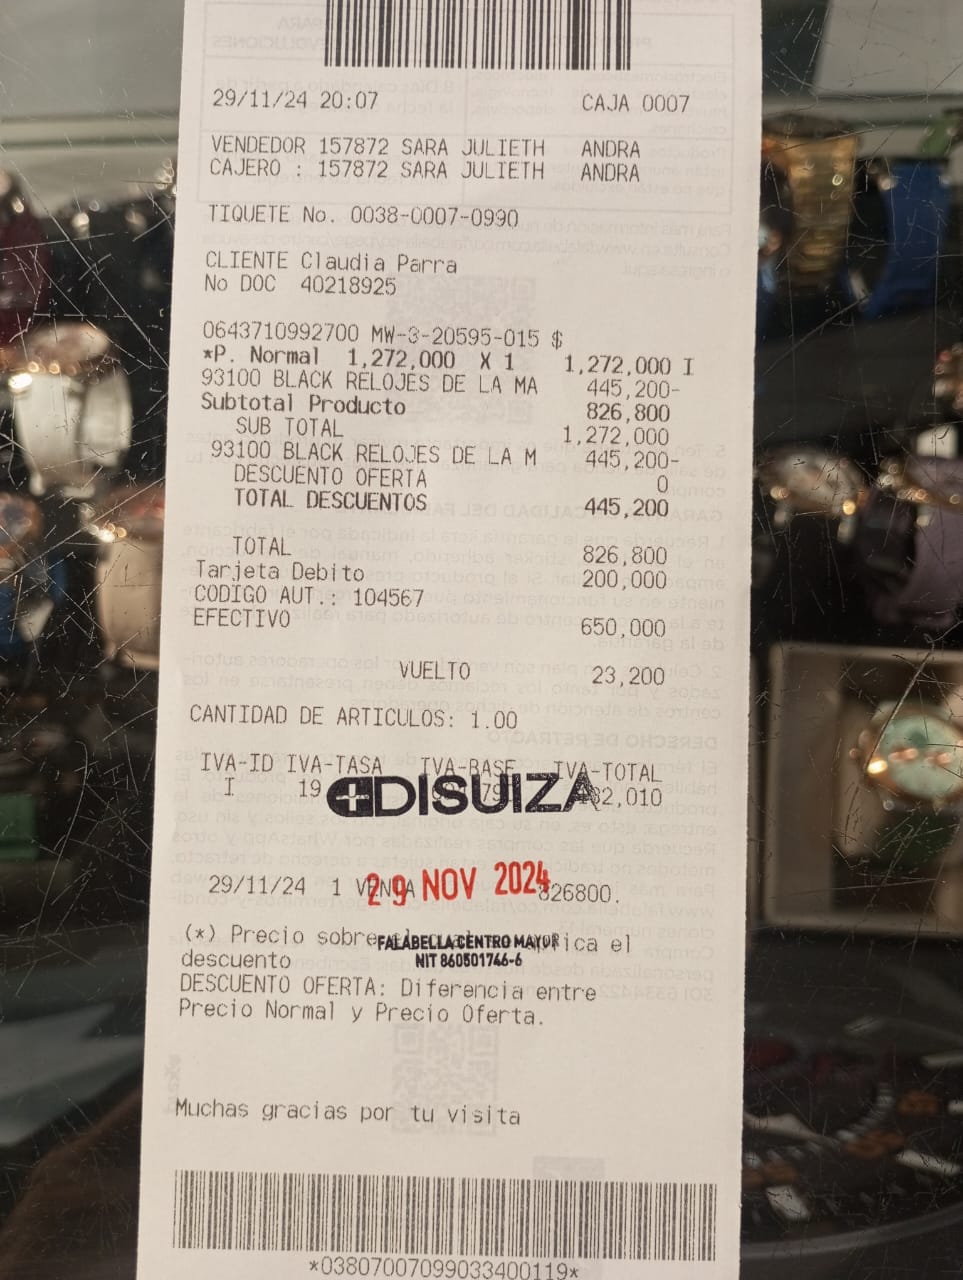 29/11/24 20:07 CAJA 0007
VENDEDOR 157872 SARA JULIETH ANDRA
CAJERO : 157872 SARA JULIETH ANDRA
TIQUETE No. 0038-0007-0990
CLIENTE Claudia Parra
No DOC 40218925
0643710992700 MW-3-20595-015 $
*P. Normal 1,272,000 X 1 1,272,000 I
93100 BLACK RELOJES DE LA MA 445,200-
Subtotal Producto 826,800
SUB TOTAL 1,272,000
93100 BLACK RELOJES DE LA M 445,200-
DESCUENTO OFERTA 0
TOTAL DESCUENTOS 445,200
TOTAL 826,800
Tarjeta Debito 200,000
CODIGO AUT.: 104567
EFECTIVO 650,000
VUELTO 23,200
CANTIDAD DE ARTICULOS: 1.00
IVA-ID IVA-TASA IVA-BASE IVA-TOTAL
I 19
DISUIZA
29/11/24 1 VENTA 826800.
29 NOV 2024
(*) Precio sobre el
FALABELLA CENTRO MAYOR
descuento
NIT 860501746-6
DESCUENTO OFERTA: Diferencia entre
Precio Normal y Precio Oferta.
Muchas gracias por tu visita
*03807007099033400119*